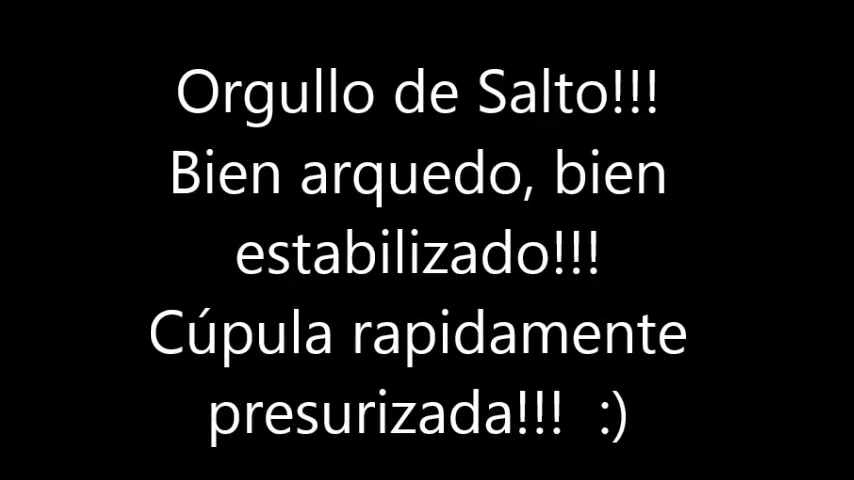 Orgullo de Salto!!!
Bien arquedo, bien
estabilizado!!!
Cúpula rapidamente
presurizada!!!  :)